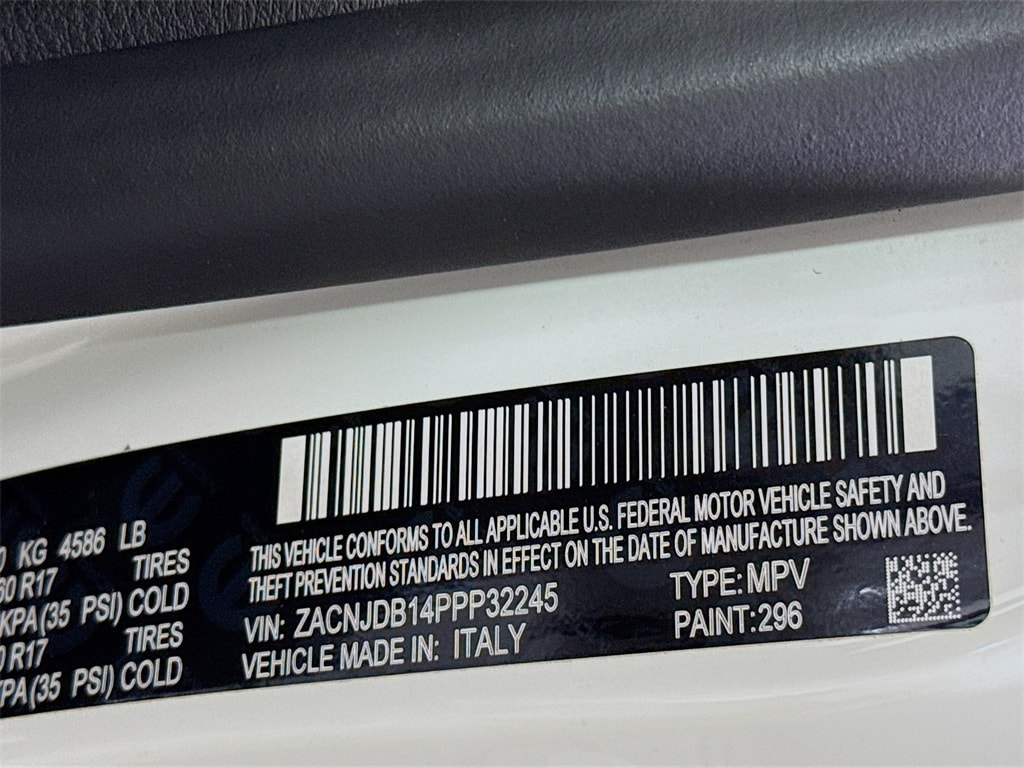 KG 4586 LB
60 R17 TIRES
KPA (35 PSI) COLD
R17 TIRES
KPA (35 PSI) COLD
THIS VEHICLE CONFORMS TO ALL APPLICABLE U.S. FEDERAL MOTOR VEHICLE SAFETY AND
THEFT PREVENTION STANDARDS IN EFFECT ON THE DATE OF MANUFACTURE SHOWN ABOVE.
VIN: ZACNJDB14PPP32245 TYPE: MPV
VEHICLE MADE IN: ITALY PAINT: 296